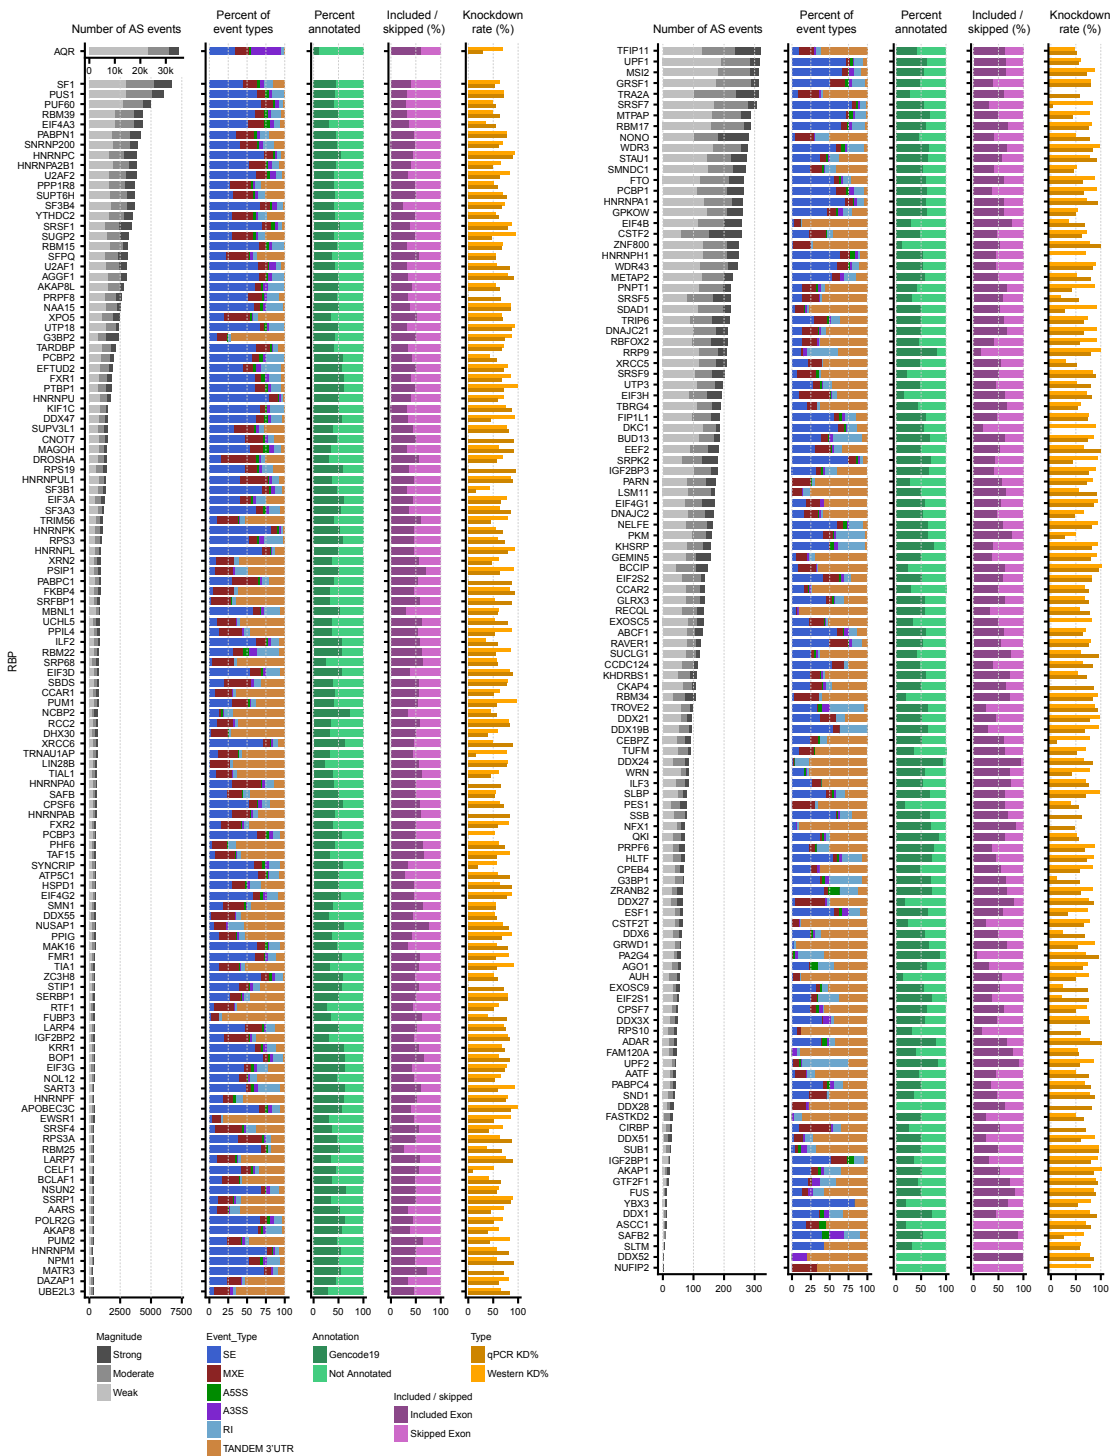 Number of AS events
Percent of
event types
Percent
annotated
Included /
skipped (%)
Knockdown
rate (%)
AQR
0 10k 20k 30k
SF1
PUS1
PUF60
RBM39
EIF4A3
PABPN1
SNRNP200
HNRNPC
HNRNPA2B1
U2AF2
PPP1R8
SUPT6H
SF3B4
YTHDC2
SRSF1
SUGP2
RBM15
SFPQ
U2AF1
AGGF1
AKAP8L
PRPF8
NAA15
XPO5
UTP18
G3BP2
TARDBP
PCBP2
EFTUD2
FXR1
PTBP1
HNRNPU
KIF1C
DDX47
SUPV3L1
CNOT7
MAGOH
DROSHA
RPS19
HNRNPUL1
SF3B1
EIF3A
SF3A3
TRIM56
HNRNPK
RPS3
HNRNPL
XRN2
PSIP1
PABPC1
FKBP4
SRFBP1
MBNL1
UCHL5
PPIL4
ILF2
RBM22
SRP68
EIF3D
SBDS
CCAR1
PUM1
NCBP2
RCC2
DHX30
XRCC6
TRNAU1AP
LIN28B
TIAL1
HNRNPA0
SAFB
CPSF6
HNRNPAB
FXR2
PCBP3
PHF6
TAF15
SYNCRIP
ATP5C1
HSPD1
EIF4G2
SMN1
DDX55
NUSAP1
PPIG
MAK16
FMR1
TIA1
ZC3H8
STIP1
SERBP1
RTF1
FUBP3
LARP4
IGF2BP2
KRR1
BOP1
EIF3G
NOL12
SART3
HNRNPF
APOBEC3C
EWSR1
SRSF4
RPS3A
RBM25
LARP7
CELF1
BCLAF1
NSUN2
SSRP1
AARS
POLR2G
AKAP8
PUM2
HNRNPM
NPM1
MATR3
DAZAP1
UBE2L3
RBP
0 2500 5000 7500
0 25 50 75 100
0 50 100
0 50 100
0 50 100
Number of AS events
Percent of
event types
Percent
annotated
Included /
skipped (%)
Knockdown
rate (%)
TFIP11
UPF1
MSI2
GRSF1
TRA2A
SRSF7
MTPAP
RBM17
NONO
WDR3
STAU1
SMNDC1
FTO
PCBP1
HNRNPA1
GPKOW
EIF4B
CSTF2
ZNF800
HNRNPH1
WDR43
METAP2
PNPT1
SRSF5
SDAD1
TRIP6
DNAJC21
RBFOX2
RRP9
XRCC5
SRSF9
UTP3
EIF3H
TBRG4
FIP1L1
DKC1
BUD13
EEF2
SRPK2
IGF2BP3
PARN
LSM11
EIF4G1
DNAJC2
NELFE
PKM
KHSRP
GEMIN5
BCCIP
EIF2S2
CCAR2
GLRX3
RECQL
EXOSC5
ABCF1
RAVER1
SUCLG1
CCDC124
KHDRBS1
CKAP4
RBM34
TROVE2
DDX21
DDX19B
CEBPZ
TUFM
DDX24
WRN
ILF3
SLBP
PES1
SSB
NFX1
QKI
PRPF6
HLTF
CPEB4
G3BP1
ZRANB2
DDX27
ESF1
CSTF2T
DDX6
GRWD1
PA2G4
AGO1
AUH
EXOSC9
EIF2S1
CPSF7
DDX3X
RPS10
ADAR
FAM120A
UPF2
AATF
PABPC4
SND1
DDX28
FASTKD2
CIRBP
DDX51
SUB1
IGF2BP1
AKAP1
GTF2F1
FUS
YBX3
DDX1
ASCC1
SAFB2
SLTM
DDX52
NUFIP2
0 100 200 300
0 25 50 75 100
0 50 100
0 50 100
0 50 100
Magnitude
Strong
Moderate
Weak
Event_Type
SE
MXE
A5SS
A3SS
RI
TANDEM 3'UTR
Annotation
Gencode19
Not Annotated
Included / skipped
Included Exon
Skipped Exon
Type
qPCR KD%
Western KD%